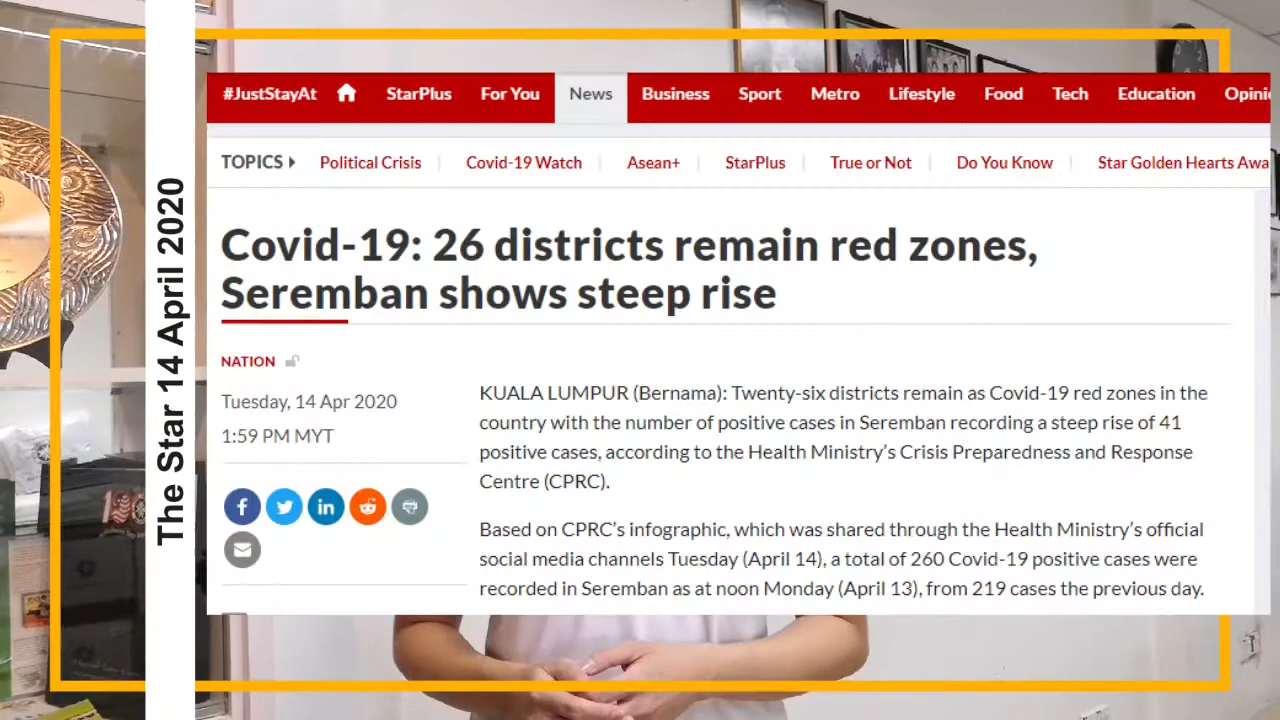 The Star 14 April 2020
#JustStayAt StarPlus For You News Business Sport Metro Lifestyle Food Tech Education Opini
TOPICS Political Crisis Covid-19 Watch Asean+ StarPlus True or Not Do You Know Star Golden Hearts Awa
Covid-19: 26 districts remain red zones,
Seremban shows steep rise
NATION
Tuesday, 14 Apr 2020
1:59 PM MYT
KUALA LUMPUR (Bernama): Twenty-six districts remain as Covid-19 red zones in the
country with the number of positive cases in Seremban recording a steep rise of 41
positive cases, according to the Health Ministry's Crisis Preparedness and Response
Centre (CPRC).
Based on CPRC's infographic, which was shared through the Health Ministry's official
social media channels Tuesday (April 14), a total of 260 Covid-19 positive cases were
recorded in Seremban as at noon Monday (April 13), from 219 cases the previous day.